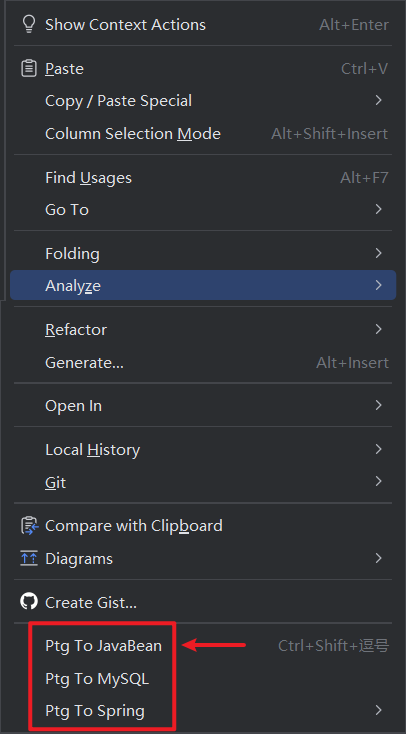 Show Context Actions Alt+Enter
Paste Ctrl+V
Copy / Paste Special
Column Selection Mode Alt+Shift+Insert
Find Usages Alt+F7
Go To
Folding
Analyze
Refactor
Generate... Alt+Insert
Open In
Local History
Git
Compare with Clipboard
Diagrams
Create Gist...
Ptg To JavaBean Ctrl+Shift+逗号
Ptg To MySQL
Ptg To Spring